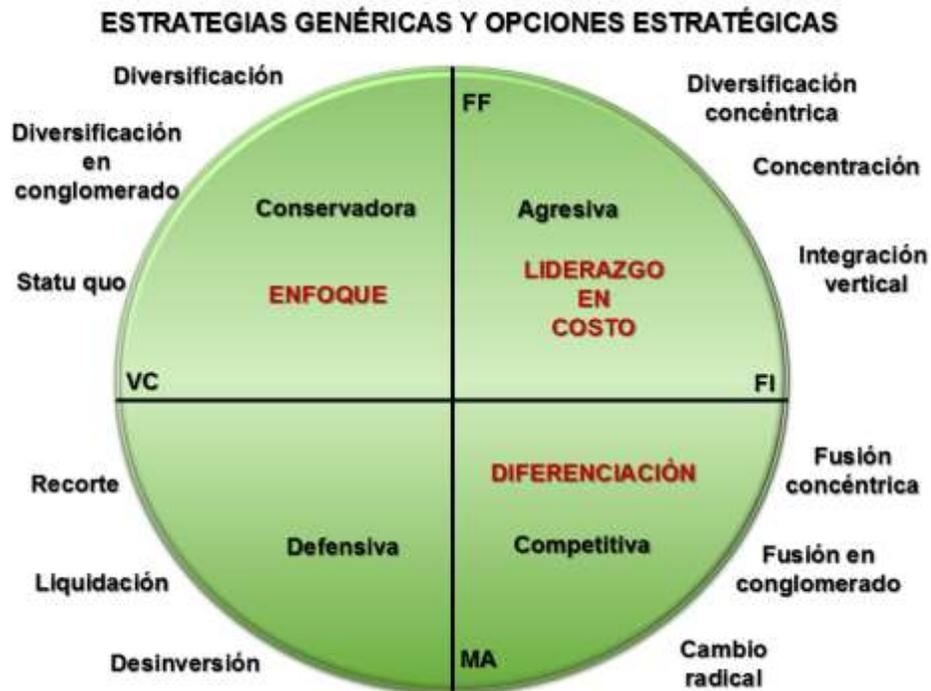 ESTRATEGIAS GENÉRICAS Y OPCIONES ESTRATÉGICAS
Diversificación
Diversificación
en
conglomerado
Statu quo
FF
Diversificación
concéntrica
Concentración
Integración
vertical
Conservadora
ENFOQUE
Agresiva
LIDERAZGO
EN
COSTO
VC
FI
Recorte
Liquidación
Desinversión
Defensiva
DIFERENCIACIÓN
Competitiva
MA
Fusión
concéntrica
Fusión en
conglomerado
Cambio
radical